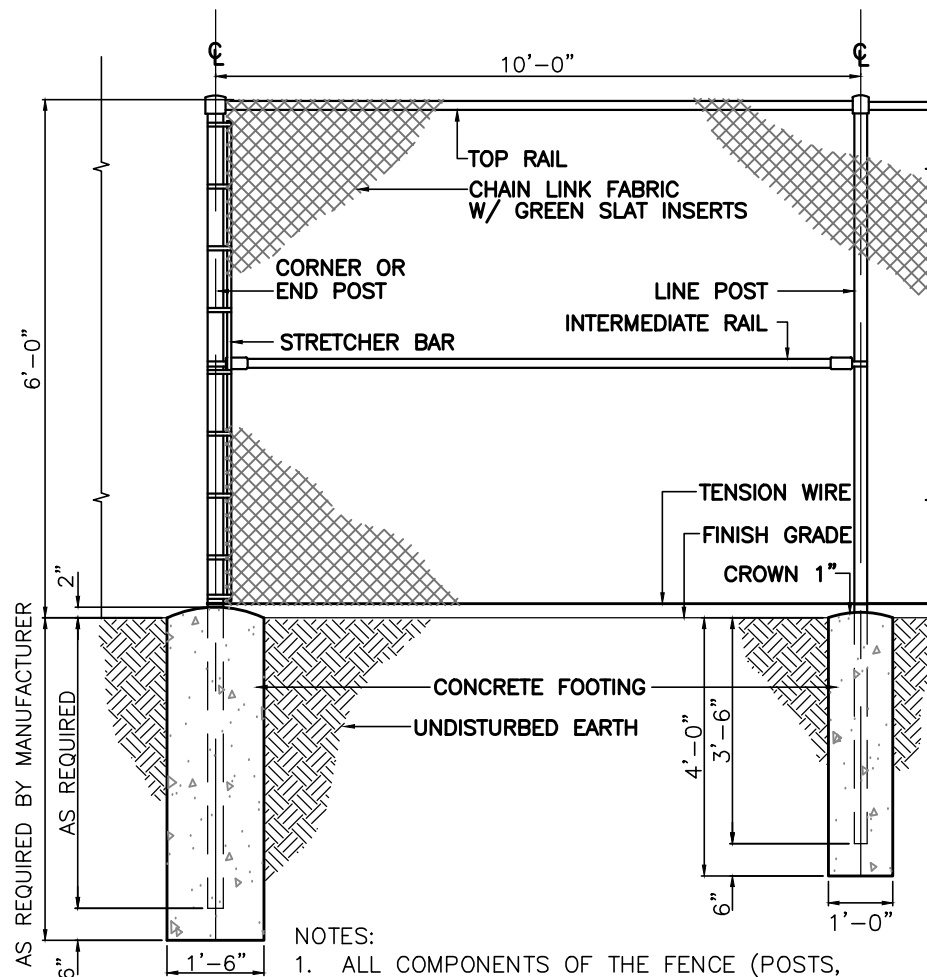 ℄
℄
10'-0"
TOP RAIL
CHAIN LINK FABRIC
W/ GREEN SLAT INSERTS
CORNER OR
END POST
LINE POST
INTERMEDIATE RAIL
STRETCHER BAR
6'-0"
TENSION WIRE
FINISH GRADE
CROWN 1"
2"
AS REQUIRED BY MANUFACTURER
AS REQUIRED
CONCRETE FOOTING
UNDISTURBED EARTH
4'-0"
3'-6"
6"
1'-0"
6"
1'-6"
NOTES:
1. ALL COMPONENTS OF THE FENCE (POSTS,